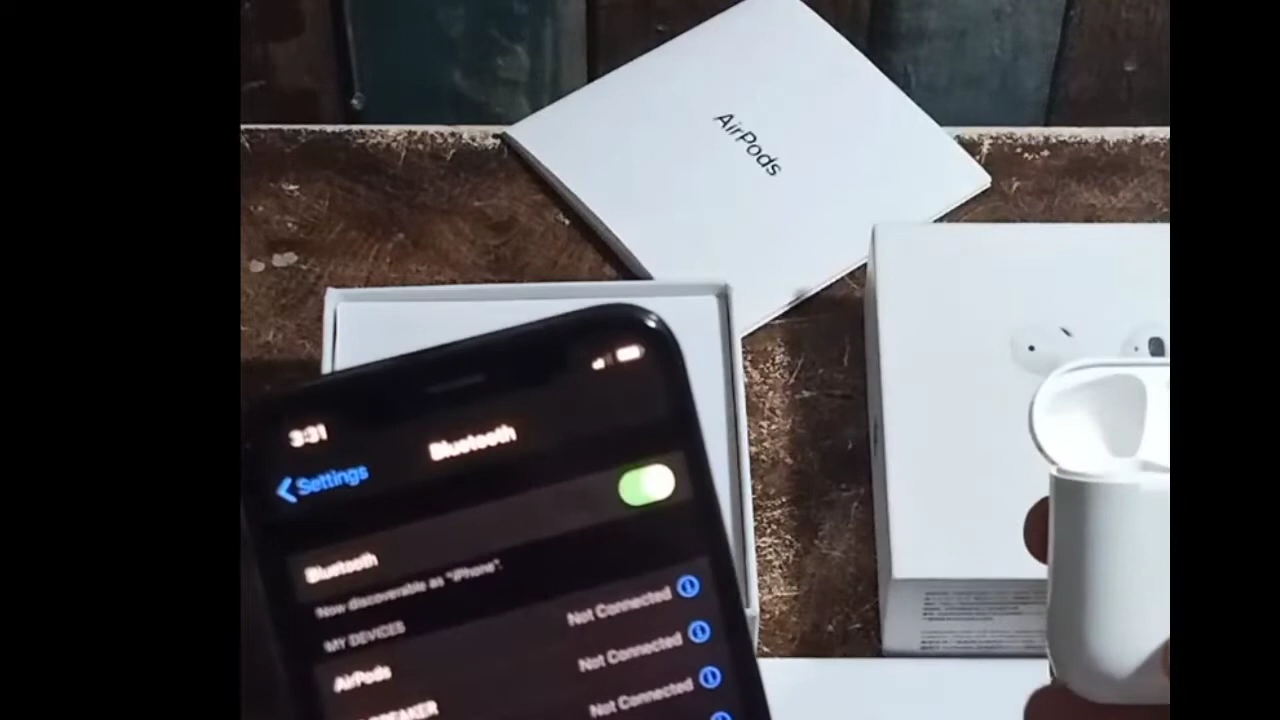 AirPods
3:31
Bluetooth
Settings
Bluetooth
Now discoverable as "iPhone".
MY DEVICES
AirPods Not Connected
Not Connected
Not Connected